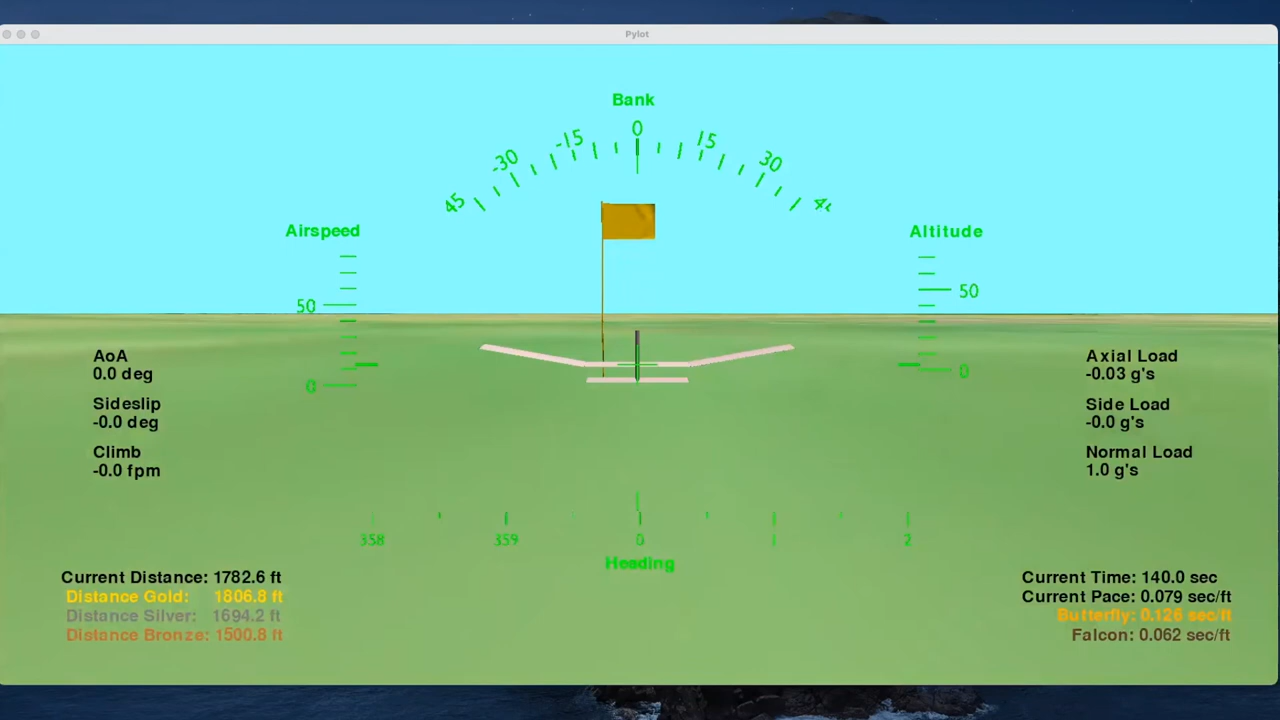 Pylot
Bank
0
-15 15
-30 30
45
Airspeed Altitude
50 50
0 0
AoA
0.0 deg
Sideslip
-0.0 deg
Climb
-0.0 fpm
Axial Load
-0.03 g's
Side Load
-0.0 g's
Normal Load
1.0 g's
358 359 0 1 2
Heading
Current Distance: 1782.6 ft
Distance Gold: 1806.8 ft
Distance Silver: 1694.2 ft
Distance Bronze: 1500.8 ft
Current Time: 140.0 sec
Current Pace: 0.079 sec/ft
Butterfly: 0.126 sec/ft
Falcon: 0.062 sec/ft